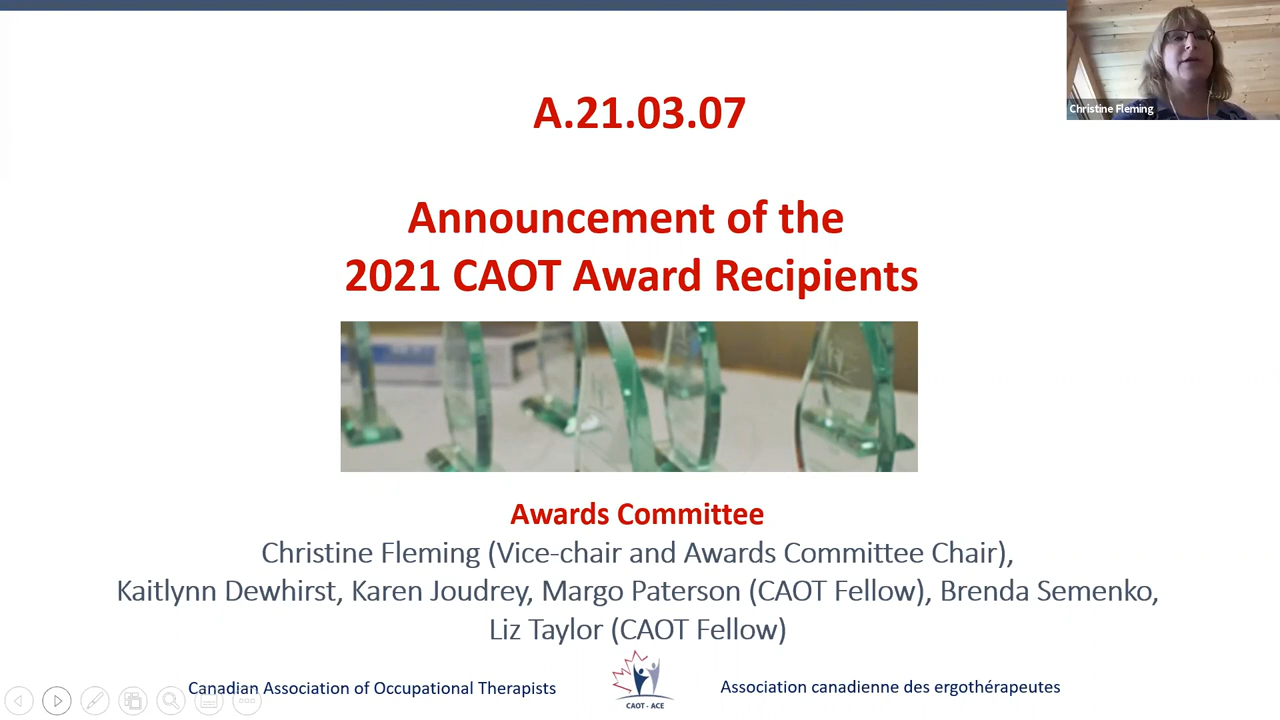 Christine Fleming
A.21.03.07
Announcement of the
2021 CAOT Award Recipients
Awards Committee
Christine Fleming (Vice-chair and Awards Committee Chair),
Kaitlynn Dewhirst, Karen Joudrey, Margo Paterson (CAOT Fellow), Brenda Semenko,
Liz Taylor (CAOT Fellow)
Canadian Association of Occupational Therapists
CAOT - ACE
Association canadienne des ergothérapeutes